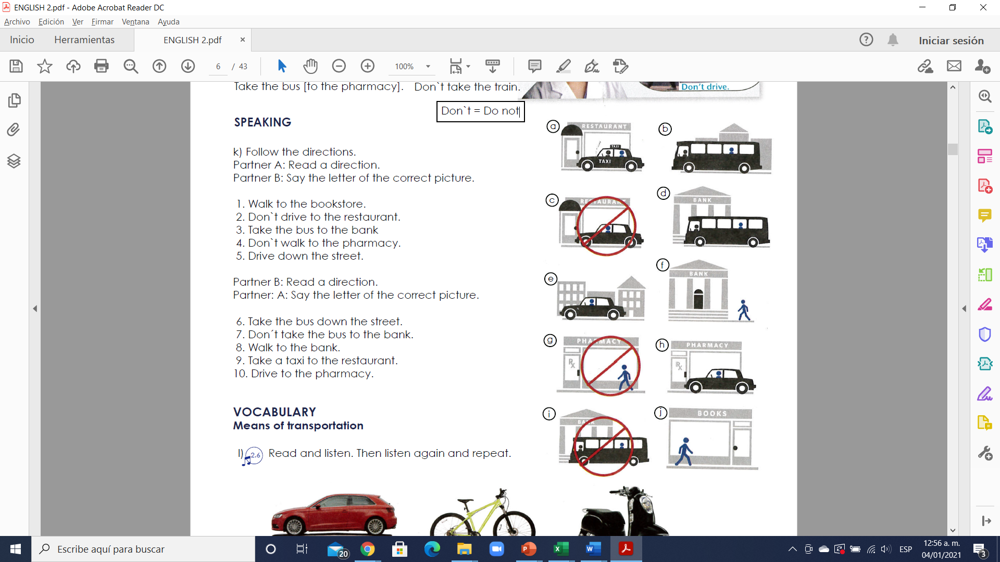 ENGLISH 2.pdf - Adobe Acrobat Reader DC
Archivo Edición Ver Firmar Ventana Ayuda
Inicio Herramientas ENGLISH 2.pdf × Iniciar sesión
6 / 43 100%
Take the bus [to the pharmacy]. Don`t take the train.
Don't drive.
Don`t = Do not
SPEAKING
k) Follow the directions.
Partner A: Read a direction.
Partner B: Say the letter of the correct picture.
1. Walk to the bookstore.
2. Don`t drive to the restaurant.
3. Take the bus to the bank
4. Don`t walk to the pharmacy.
5. Drive down the street.
Partner B: Read a direction.
Partner: A: Say the letter of the correct picture.
6. Take the bus down the street.
7. Don´t take the bus to the bank.
8. Walk to the bank.
9. Take a taxi to the restaurant.
10. Drive to the pharmacy.
VOCABULARY
Means of transportation
l) 2.6 Read and listen. Then listen again and repeat.
a RESTAURANT
TAXI
TAXI
b
c RESTAURANT
d BANK
e
f BANK
g PHARMACY
Rx
h PHARMACY
Rx
i BANK
j BOOKS
Escribe aquí para buscar
20
ESP
12:56 a. m.
04/01/2021
3